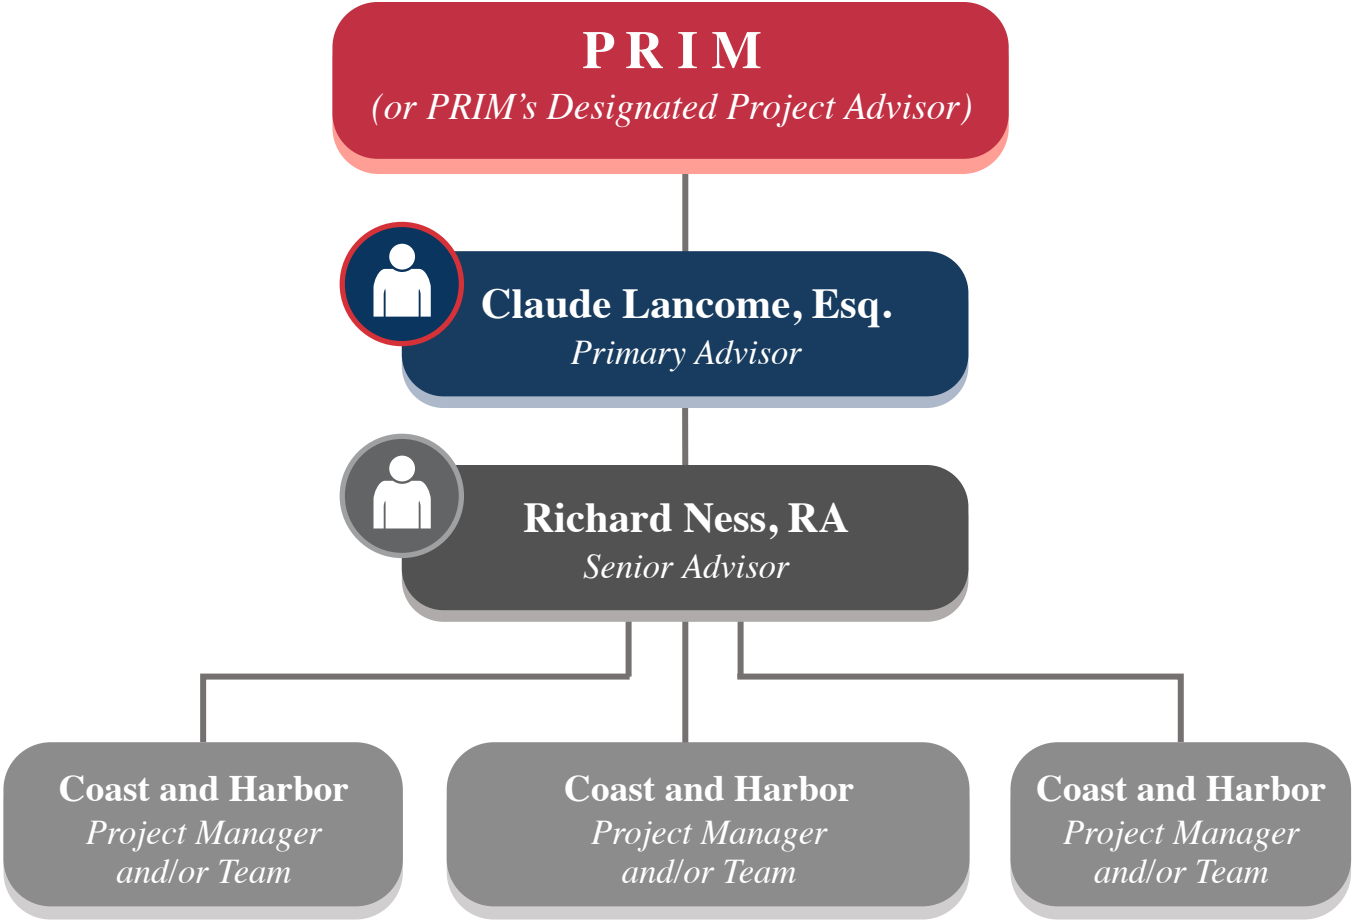 PRIM
(or PRIM’s Designated Project Advisor)
Claude Lancome, Esq.
Primary Advisor
Richard Ness, RA
Senior Advisor
Coast and Harbor
Project Manager
and/or Team
Coast and Harbor
Project Manager
and/or Team
Coast and Harbor
Project Manager
and/or Team